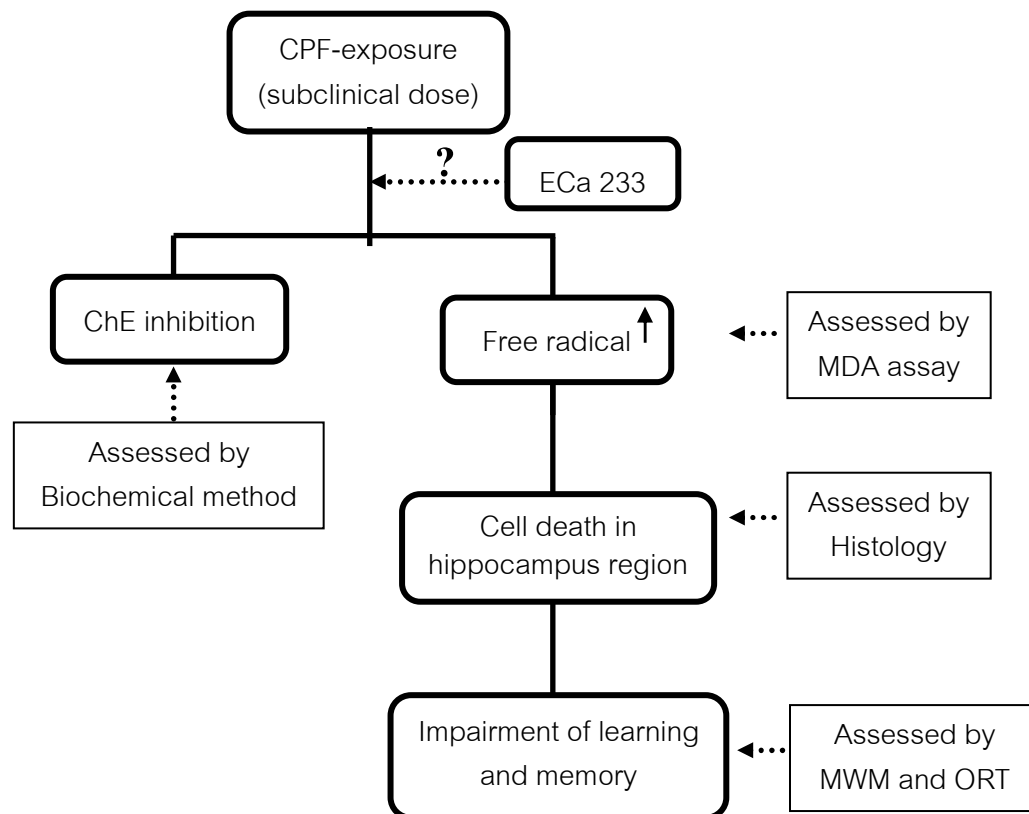 CPF-exposure
(subclinical dose)
?
ECa 233
ChE inhibition
Free radical ↑
Assessed by
MDA assay
Assessed by
Biochemical method
Cell death in
hippocampus region
Assessed by
Histology
Impairment of learning
and memory
Assessed by
MWM and ORT